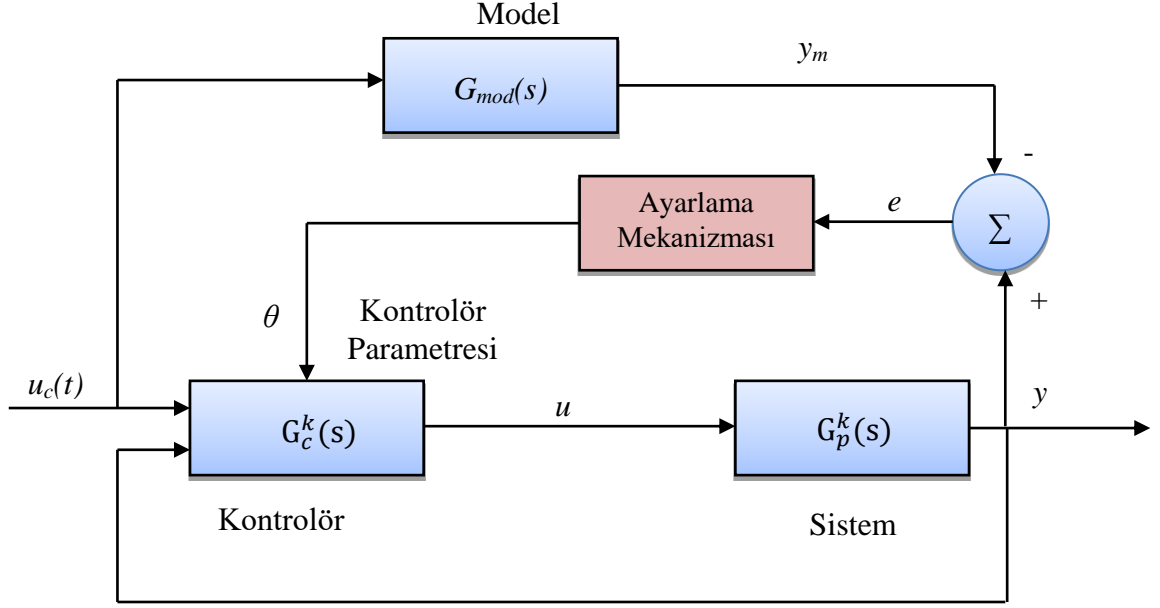 Model
y_m
G_mod(s)
-
Ayarlama
Mekanizması
e
Σ
θ
Kontrolör
Parametresi
+
u_c(t)
u
y
G_c^k(s)
G_p^k(s)
Kontrolör
Sistem